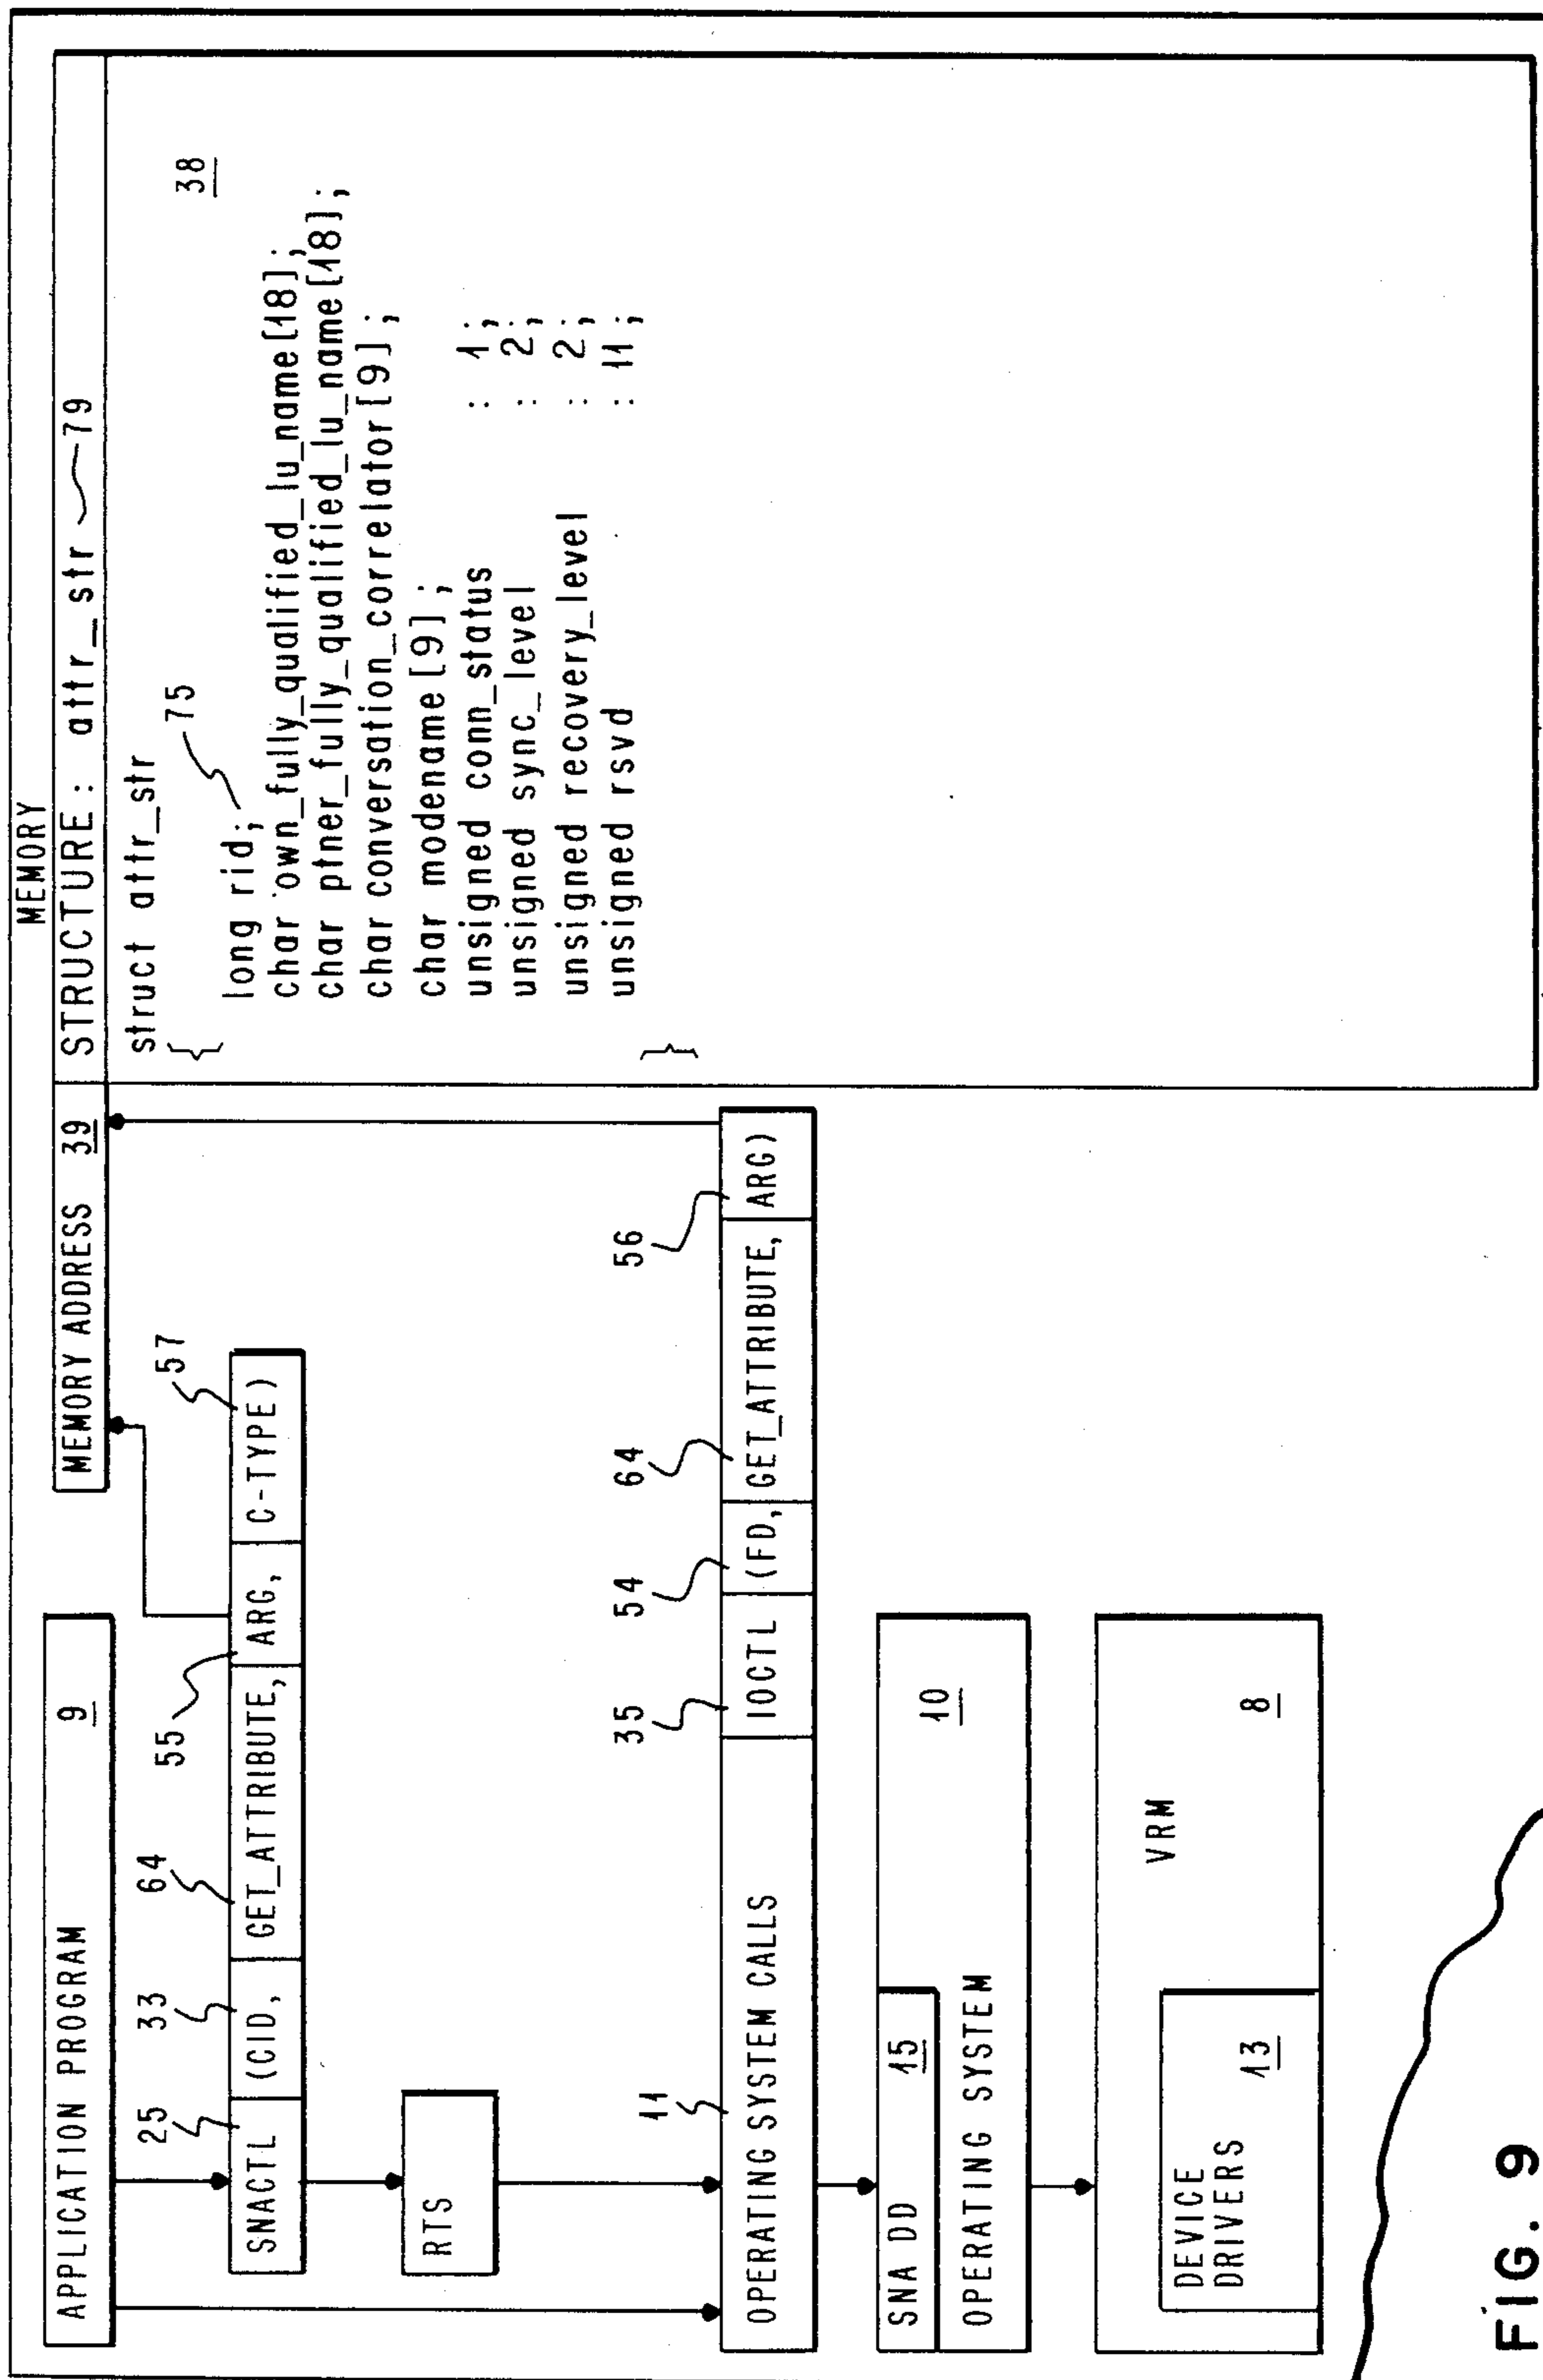 MEMORY
APPLICATION PROGRAM 9
MEMORY ADDRESS 39
STRUCTURE: attr_str 79
25 33 64 55 57
SNACTL (CID, GET_ATTRIBUTE, ARG, C-TYPE)
RTS
11 35 54 64 56
OPERATING SYSTEM CALLS IOCTL (FD, GET_ATTRIBUTE, ARG)
SNA DD 15
10
OPERATING SYSTEM
VRM 8
DEVICE
DRIVERS 13
struct attr_str
{
long rid; 75
38
char own_fully_qualified_lu_name[18];
char ptner_fully_qualified_lu_name[18];
char conversation_correlator[9];
char modename[9];
unsigned conn_status : 1;
unsigned sync_level : 2;
unsigned recovery_level : 2;
unsigned rsvd : 11;
}
FIG. 9